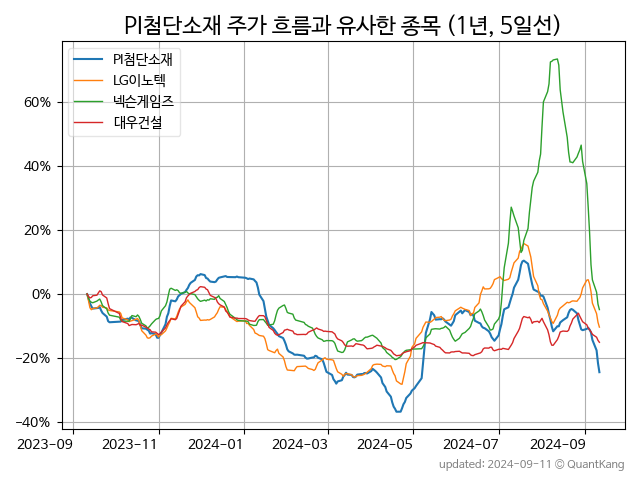 PI첨단소재 주가 흐름과 유사한 종목 (1년, 5일선)
PI첨단소재
LG이노텍
넥슨게임즈
대우건설
60%
40%
20%
0%
−20%
−40%
2023-09 2023-11 2024-01 2024-03 2024-05 2024-07 2024-09
updated: 2024-09-11 © QuantKang